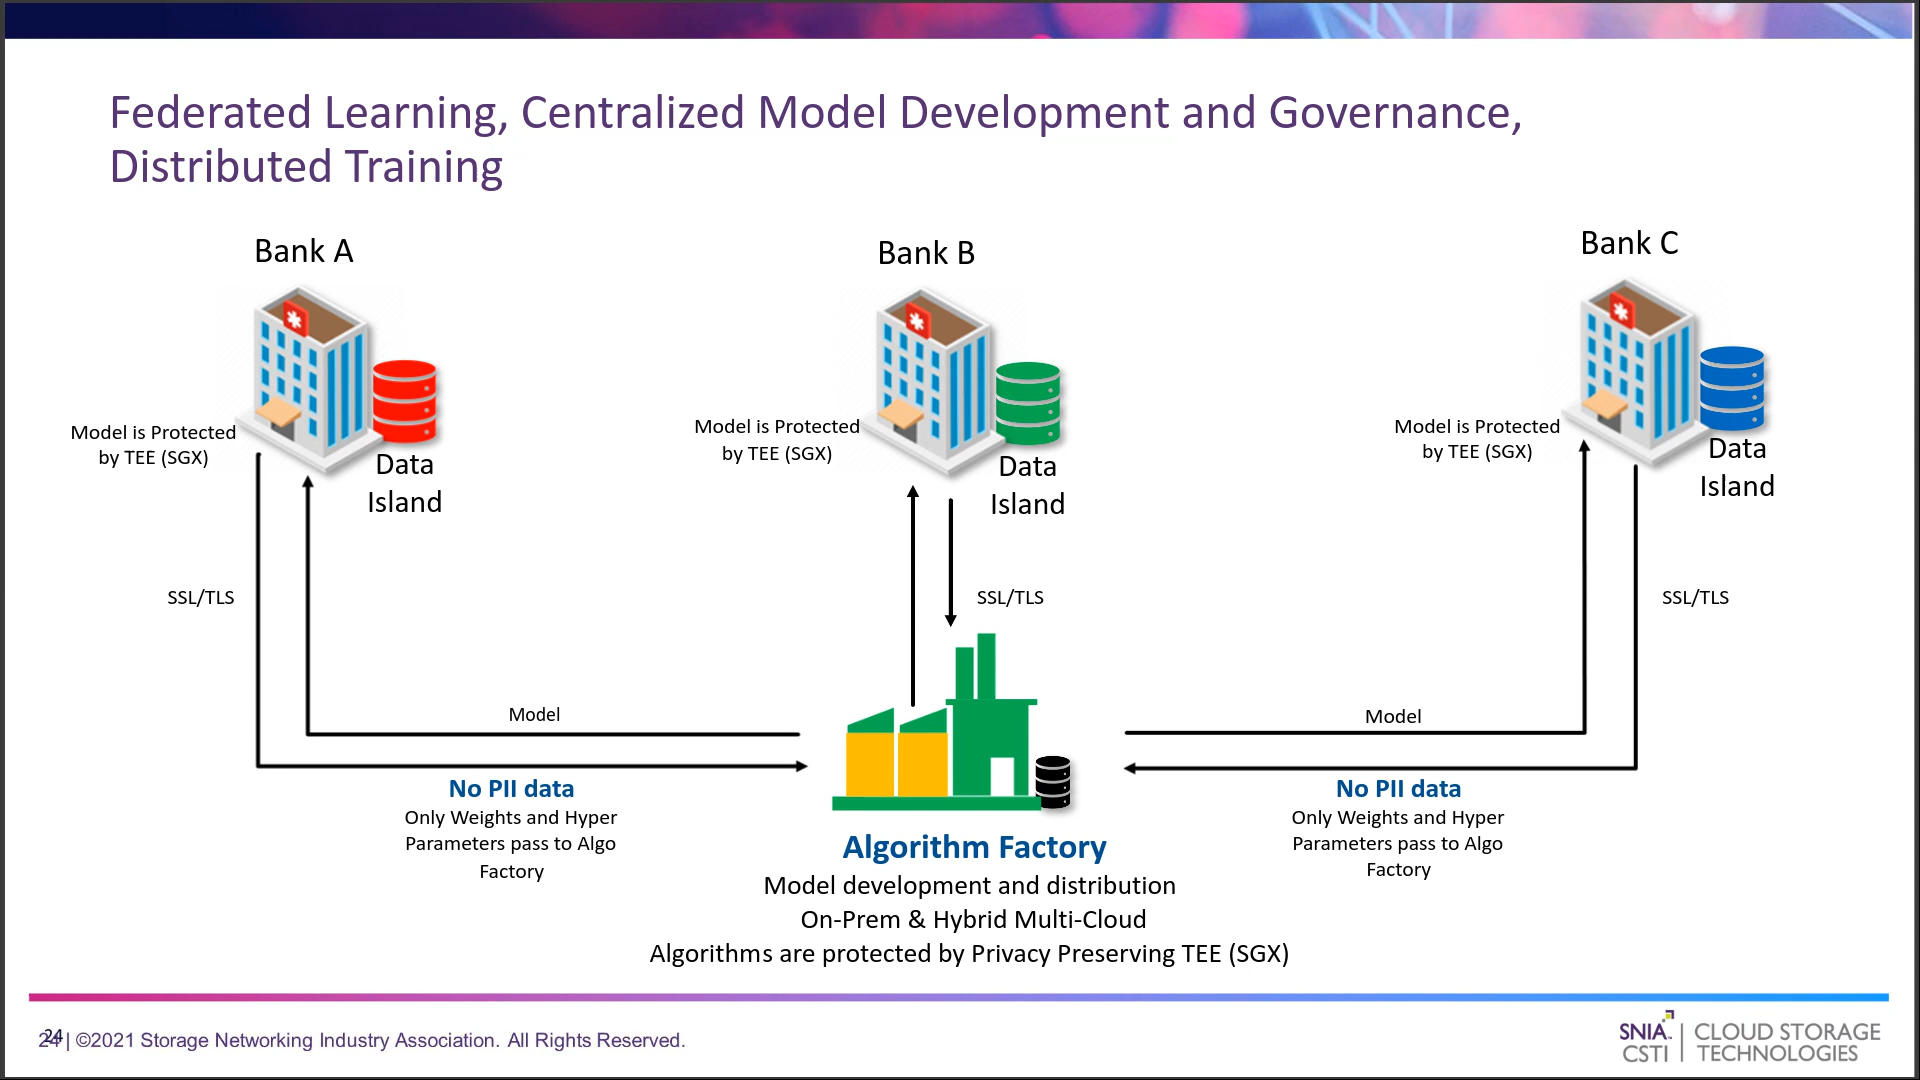 Federated Learning, Centralized Model Development and Governance,
Distributed Training
Bank A
Bank B
Bank C
Model is Protected
by TEE (SGX)
Data
Island
Model is Protected
by TEE (SGX)
Data
Island
Model is Protected
by TEE (SGX)
Data
Island
SSL/TLS
SSL/TLS
SSL/TLS
Model
Model
No PII data
Only Weights and Hyper
Parameters pass to Algo
Factory
No PII data
Only Weights and Hyper
Parameters pass to Algo
Factory
Algorithm Factory
Model development and distribution
On-Prem & Hybrid Multi-Cloud
Algorithms are protected by Privacy Preserving TEE (SGX)
24
24 | ©2021 Storage Networking Industry Association. All Rights Reserved.
SNIA. | CLOUD STORAGE
CSTI | TECHNOLOGIES